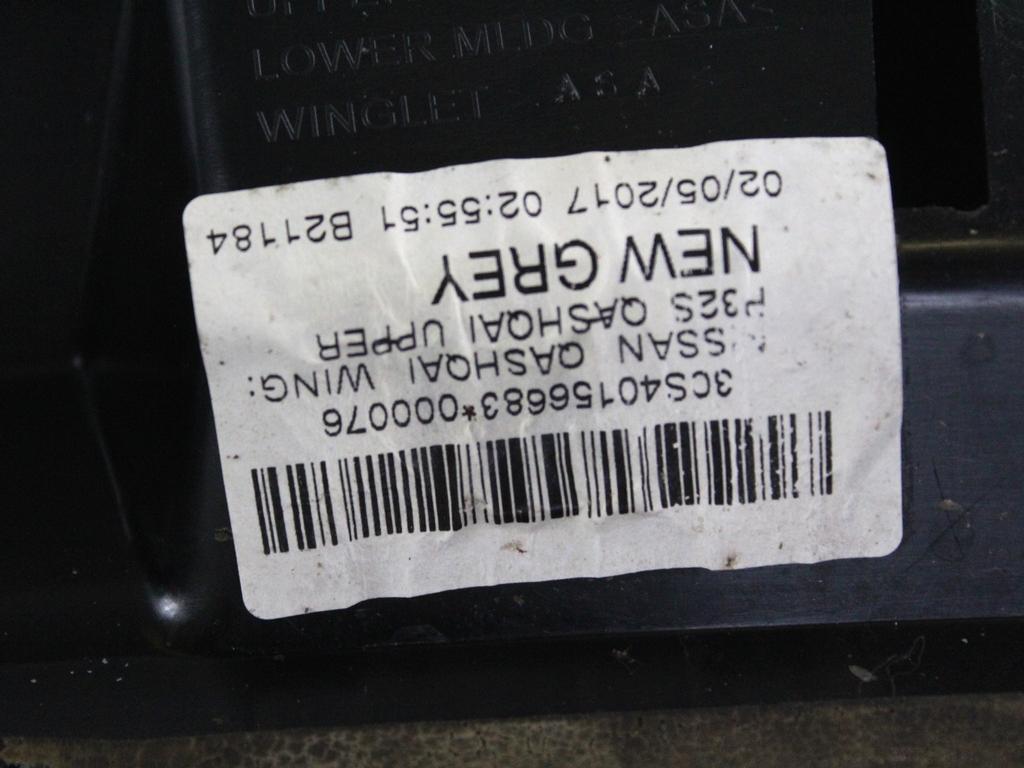 LOWER MLDG >ASA<
WINGLET >ASA<
3CS40156683*000076
QASHQAI WING:
P32S QASHQAI UPPER
NEW GREY
02/05/2017 02:55:51 B21184